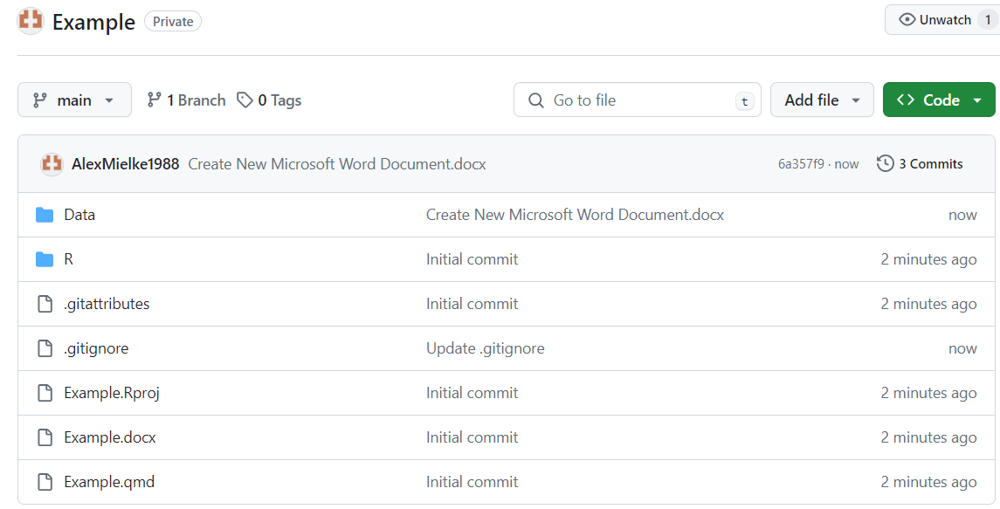 Example Private Unwatch 1
main 1 Branch 0 Tags Go to file t Add file Code
AlexMielke1988 Create New Microsoft Word Document.docx 6a357f9 · now 3 Commits
Data Create New Microsoft Word Document.docx now
R Initial commit 2 minutes ago
.gitattributes Initial commit 2 minutes ago
.gitignore Update .gitignore now
Example.Rproj Initial commit 2 minutes ago
Example.docx Initial commit 2 minutes ago
Example.qmd Initial commit 2 minutes ago